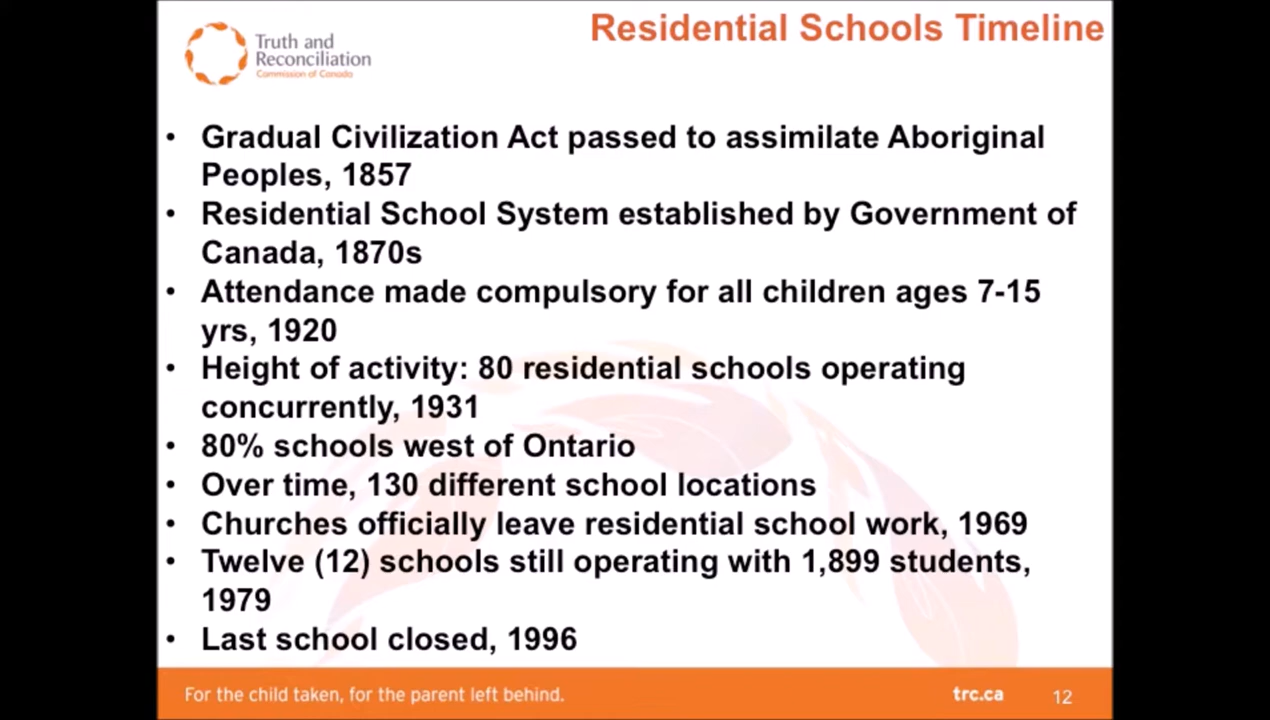 Residential Schools Timeline
Truth and
Reconciliation
Commission of Canada
• Gradual Civilization Act passed to assimilate Aboriginal
Peoples, 1857
• Residential School System established by Government of
Canada, 1870s
• Attendance made compulsory for all children ages 7-15
yrs, 1920
• Height of activity: 80 residential schools operating
concurrently, 1931
• 80% schools west of Ontario
• Over time, 130 different school locations
• Churches officially leave residential school work, 1969
• Twelve (12) schools still operating with 1,899 students,
1979
• Last school closed, 1996
For the child taken, for the parent left behind.
trc.ca
12